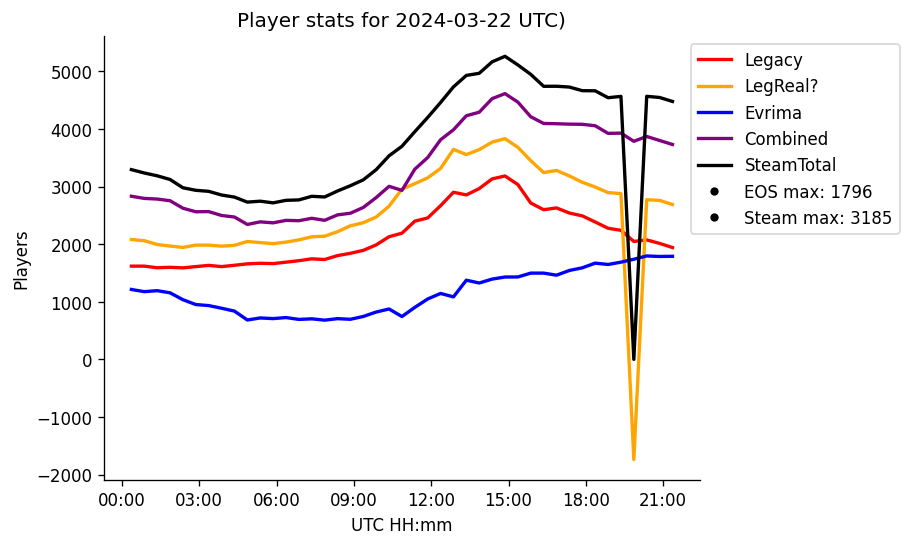 Player stats for 2024-03-22 UTC)
Players
5000
4000
3000
2000
1000
0
−1000
−2000
00:00 03:00 06:00 09:00 12:00 15:00 18:00 21:00
UTC HH:mm
Legacy
LegReal?
Evrima
Combined
SteamTotal
EOS max: 1796
Steam max: 3185